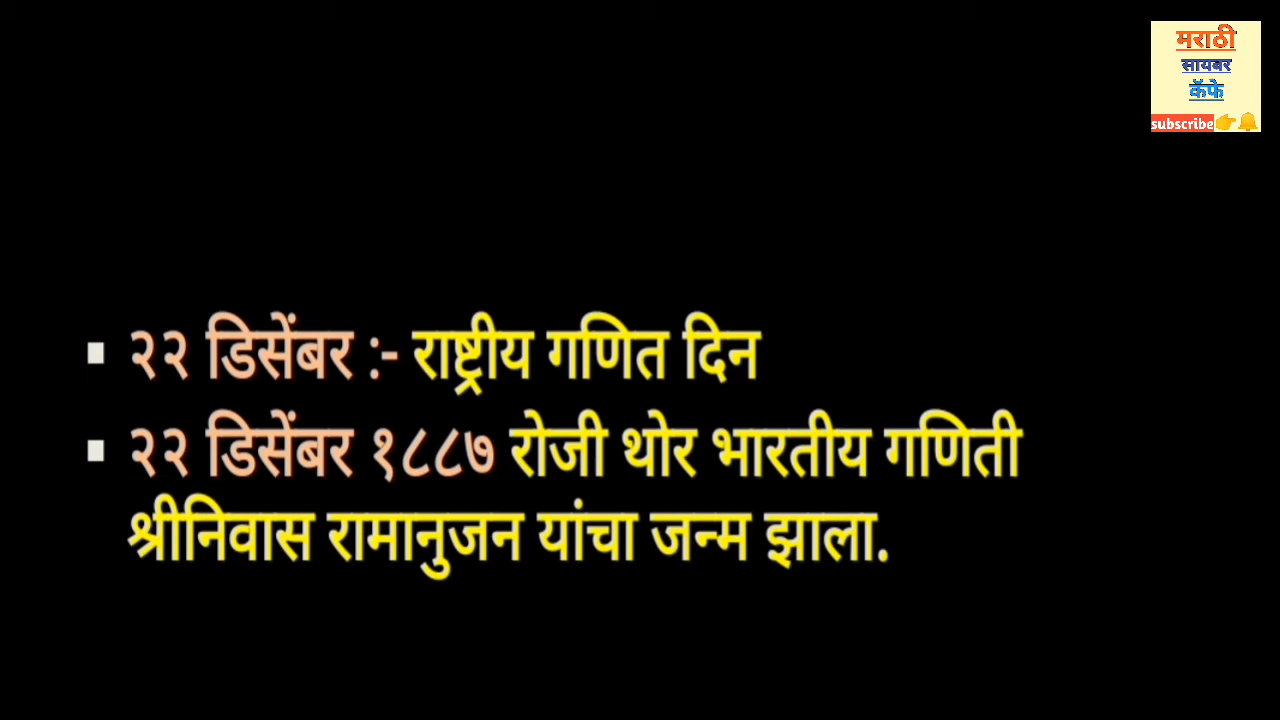 मराठी
सायबर
कॅफे
subscribe
२२ डिसेंबर :- राष्ट्रीय गणित दिन
२२ डिसेंबर १८८७ रोजी थोर भारतीय गणिती
श्रीनिवास रामानुजन यांचा जन्म झाला.